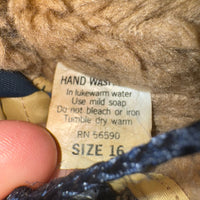 HAND WASH
In lukewarm water
Use mild soap
Do not bleach or iron
Tumble dry warm
RN 56590
SIZE 16